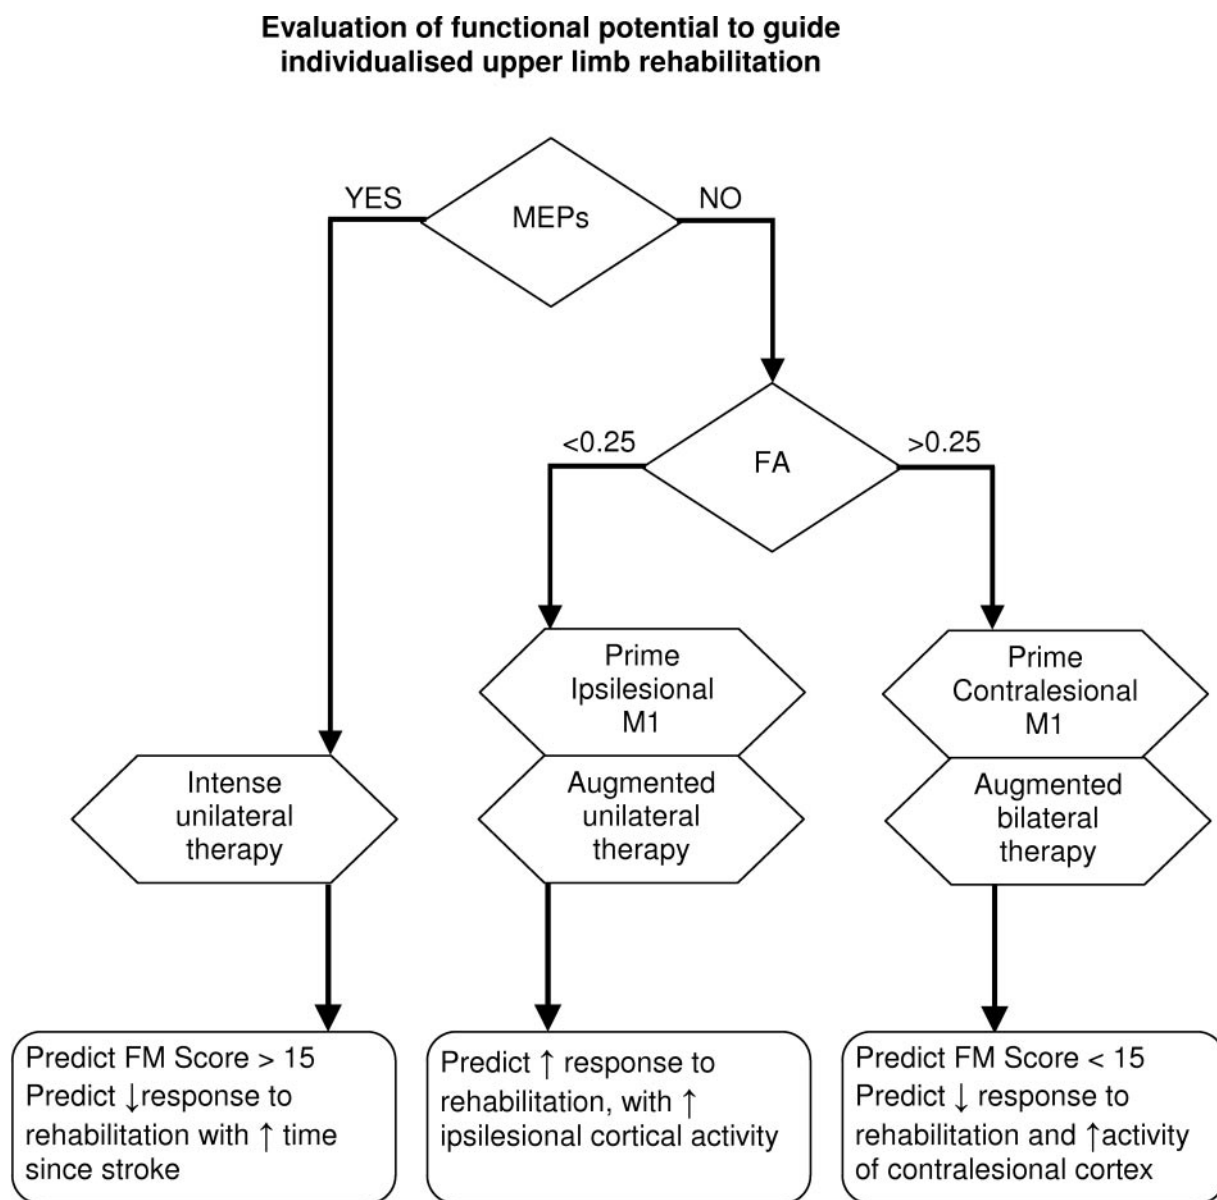 Evaluation of functional potential to guide
individualised upper limb rehabilitation
YES
MEPs
NO
<0.25
FA
>0.25
Prime
Ipsilesional
M1
Prime
Contralesional
M1
Intense
unilateral
therapy
Augmented
unilateral
therapy
Augmented
bilateral
therapy
Predict FM Score > 15
Predict ↓response to
rehabilitation with ↑ time
since stroke
Predict ↑ response to
rehabilitation, with ↑
ipsilesional cortical activity
Predict FM Score < 15
Predict ↓ response to
rehabilitation and ↑activity
of contralesional cortex